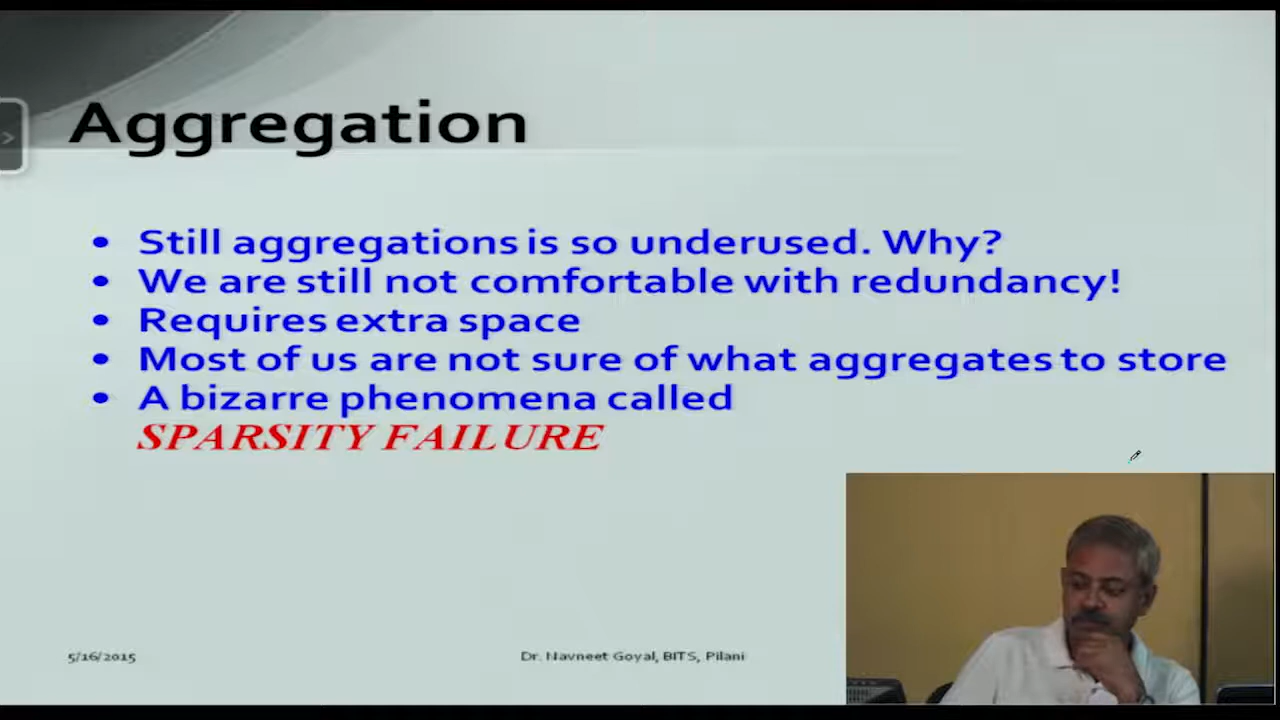 Aggregation
• Still aggregations is so underused. Why?
• We are still not comfortable with redundancy!
• Requires extra space
• Most of us are not sure of what aggregates to store
• A bizarre phenomena called
SPARSITY FAILURE
5/16/2015
Dr. Navneet Goyal, BITS, Pilani